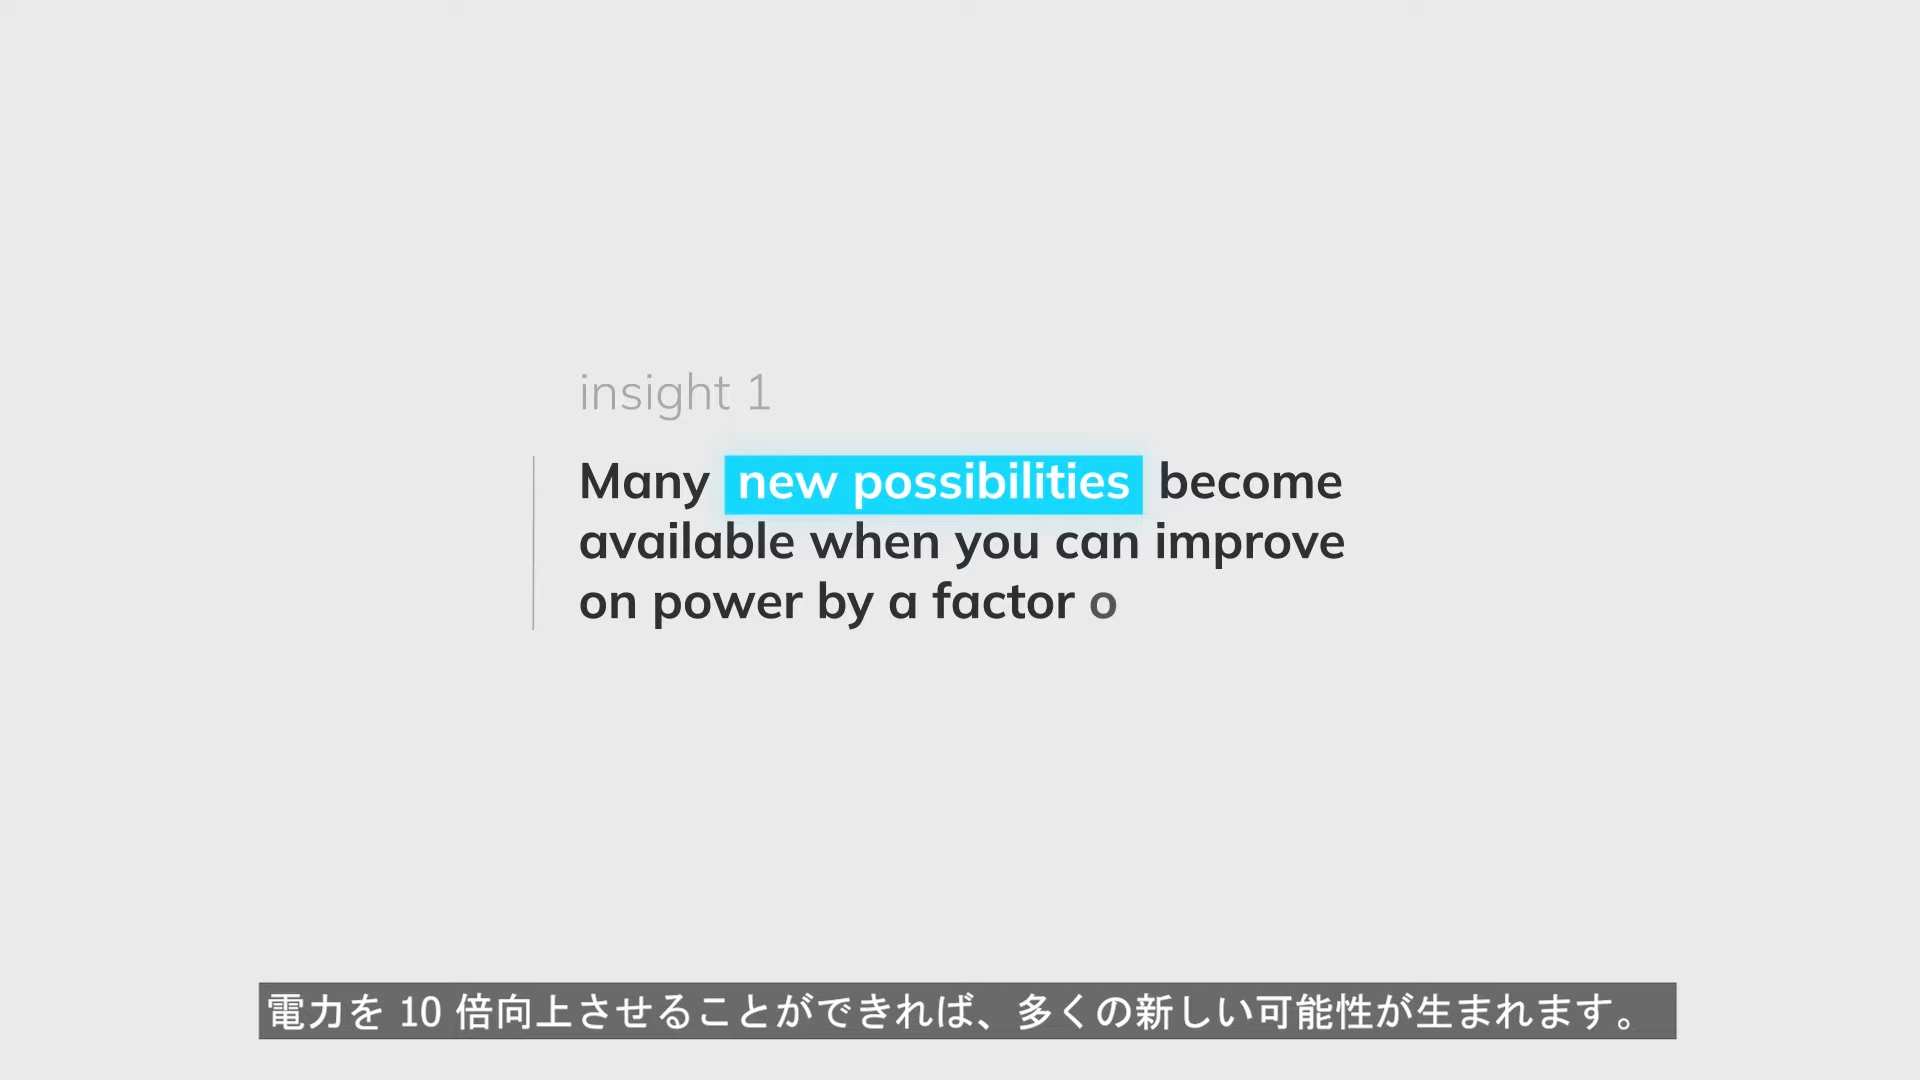 insight 1
Many new possibilities become
available when you can improve
on power by a factor o
電力を 10 倍向上させることができれば、多くの新しい可能性が生まれます。